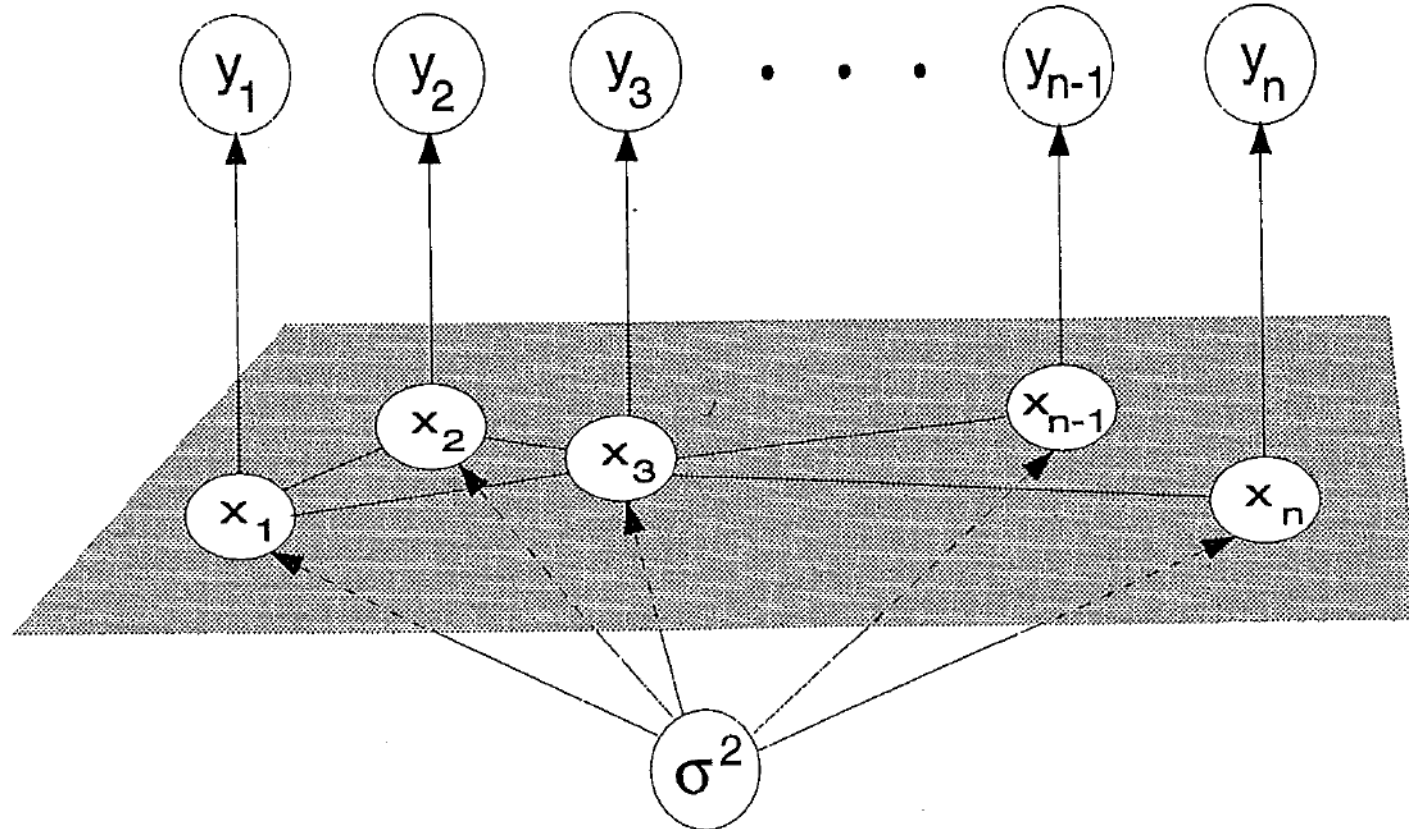 y₁ y₂ y₃ . . . yₙ₋₁ yₙ
x₂ x₃ xₙ₋₁
x₁ xₙ
σ²